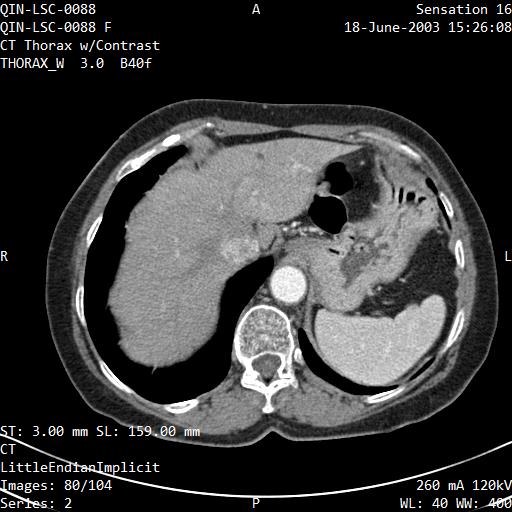 QIN-LSC-0088 A Sensation 16
QIN-LSC-0088 F 18-June-2003 15:26:08
CT Thorax w/Contrast
THORAX_W 3.0 B40f
R L
ST: 3.00 mm SL: 159.00 mm
CT
LittleEndianImplicit
Images: 80/104 260 mA 120kV
Series: 2 P WL: 40 WW: 400